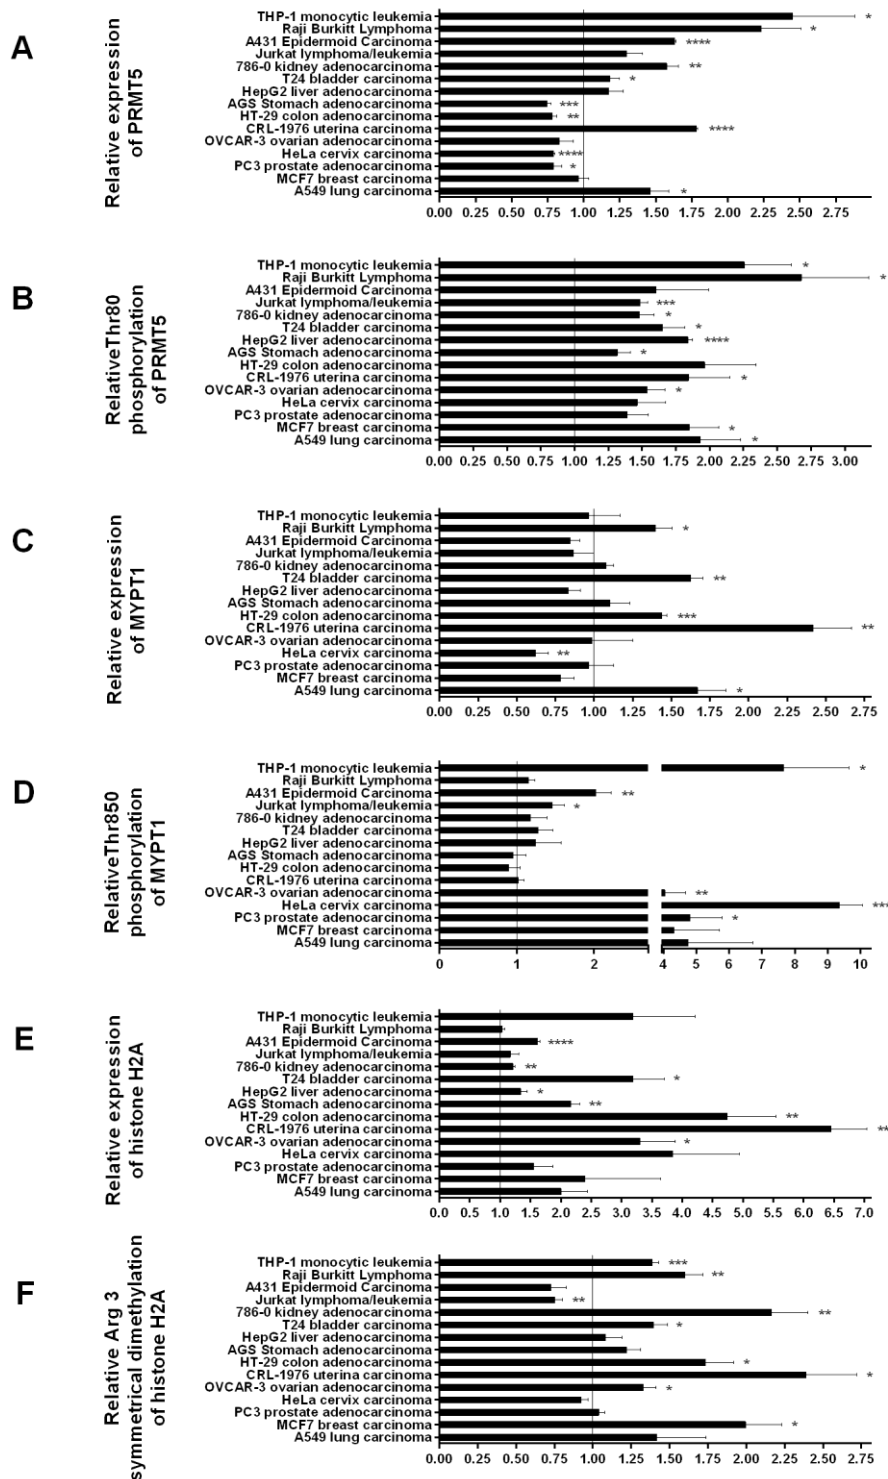 A
Relative expression
of PRMT5
THP-1 monocytic leukemia *
Raji Burkitt Lymphoma *
A431 Epidermoid Carcinoma ****
Jurkat lymphoma/leukemia
786-0 kidney adenocarcinoma **
T24 bladder carcinoma *
HepG2 liver adenocarcinoma
AGS Stomach adenocarcinoma ***
HT-29 colon adenocarcinoma **
CRL-1976 uterina carcinoma ****
OVCAR-3 ovarian adenocarcinoma
HeLa cervix carcinoma ****
PC3 prostate adenocarcinoma *
MCF7 breast carcinoma
A549 lung carcinoma *
0.00 0.25 0.50 0.75 1.00 1.25 1.50 1.75 2.00 2.25 2.50 2.75
B
RelativeThr80
phosphorylation
of PRMT5
THP-1 monocytic leukemia *
Raji Burkitt Lymphoma *
A431 Epidermoid Carcinoma
Jurkat lymphoma/leukemia ***
786-0 kidney adenocarcinoma *
T24 bladder carcinoma *
HepG2 liver adenocarcinoma ****
AGS Stomach adenocarcinoma *
HT-29 colon adenocarcinoma
CRL-1976 uterina carcinoma *
OVCAR-3 ovarian adenocarcinoma *
HeLa cervix carcinoma
PC3 prostate adenocarcinoma
MCF7 breast carcinoma *
A549 lung carcinoma *
0.00 0.25 0.50 0.75 1.00 1.25 1.50 1.75 2.00 2.25 2.50 2.75 3.00
C
Relative expression
of MYPT1
THP-1 monocytic leukemia
Raji Burkitt Lymphoma *
A431 Epidermoid Carcinoma
Jurkat lymphoma/leukemia
786-0 kidney adenocarcinoma
T24 bladder carcinoma **
HepG2 liver adenocarcinoma
AGS Stomach adenocarcinoma
HT-29 colon adenocarcinoma ***
CRL-1976 uterina carcinoma **
OVCAR-3 ovarian adenocarcinoma
HeLa cervix carcinoma **
PC3 prostate adenocarcinoma
MCF7 breast carcinoma
A549 lung carcinoma *
0.00 0.25 0.50 0.75 1.00 1.25 1.50 1.75 2.00 2.25 2.50 2.75
D
RelativeThr850
phosphorylation
of MYPT1
THP-1 monocytic leukemia *
Raji Burkitt Lymphoma
A431 Epidermoid Carcinoma **
Jurkat lymphoma/leukemia *
786-0 kidney adenocarcinoma
T24 bladder carcinoma
HepG2 liver adenocarcinoma
AGS Stomach adenocarcinoma
HT-29 colon adenocarcinoma
CRL-1976 uterina carcinoma
OVCAR-3 ovarian adenocarcinoma **
HeLa cervix carcinoma ***
PC3 prostate adenocarcinoma *
MCF7 breast carcinoma
A549 lung carcinoma
0 1 2 4 5 6 7 8 9 10
E
Relative expression
of histone H2A
THP-1 monocytic leukemia
Raji Burkitt Lymphoma
A431 Epidermoid Carcinoma ****
Jurkat lymphoma/leukemia
786-0 kidney adenocarcinoma **
T24 bladder carcinoma *
HepG2 liver adenocarcinoma *
AGS Stomach adenocarcinoma **
HT-29 colon adenocarcinoma **
CRL-1976 uterina carcinoma **
OVCAR-3 ovarian adenocarcinoma *
HeLa cervix carcinoma
PC3 prostate adenocarcinoma
MCF7 breast carcinoma
A549 lung carcinoma
0.0 0.5 1.0 1.5 2.0 2.5 3.0 3.5 4.0 4.5 5.0 5.5 6.0 6.5 7.0
F
Relative Arg 3
symmetrical dimethylation
of histone H2A
THP-1 monocytic leukemia ***
Raji Burkitt Lymphoma **
A431 Epidermoid Carcinoma
Jurkat lymphoma/leukemia **
786-0 kidney adenocarcinoma **
T24 bladder carcinoma *
HepG2 liver adenocarcinoma
AGS Stomach adenocarcinoma
HT-29 colon adenocarcinoma *
CRL-1976 uterina carcinoma *
OVCAR-3 ovarian adenocarcinoma *
HeLa cervix carcinoma
PC3 prostate adenocarcinoma
MCF7 breast carcinoma *
A549 lung carcinoma
0.00 0.25 0.50 0.75 1.00 1.25 1.50 1.75 2.00 2.25 2.50 2.75